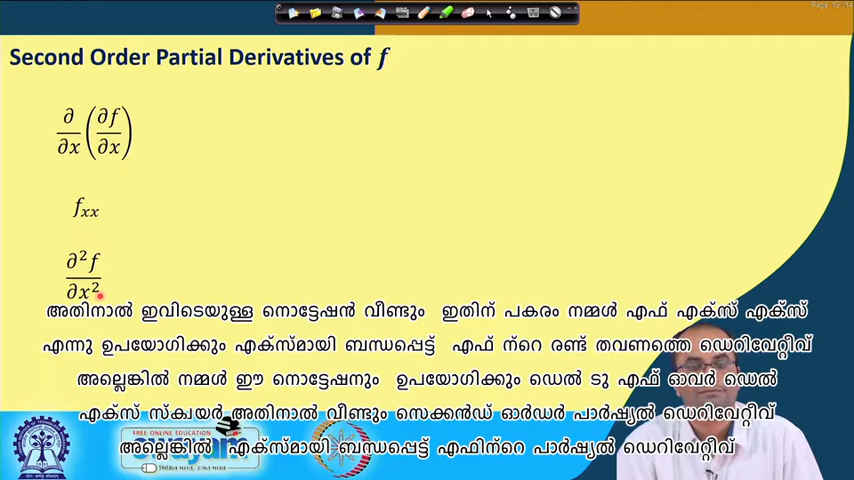 Second Order Partial Derivatives of f
∂/∂x (∂f/∂x)
f_xx
∂²f/∂x²
അതിനാൽ ഇവിടെയുള്ള നൊട്ടേഷൻ വീണ്ടും ഇതിന് പകരം നമ്മൾ എഫ് എക്സ് എക്സ്
എന്നു ഉപയോഗിക്കും എക്സ്മായി ബന്ധപ്പെട്ട് എഫ് ന്റെ രണ്ട് തവണത്തെ ഡെറിവേറ്റീവ്
അല്ലെങ്കിൽ നമ്മൾ ഈ നൊട്ടേഷനും ഉപയോഗിക്കും ഡെൽ ടു എഫ് ഓവർ ഡെൽ
എക്സ് സ്ക്വയർ അതിനാൽ വീണ്ടും സെക്കൻഡ് ഓർഡർ പാർഷ്യൽ ഡെറിവേറ്റീവ്
അല്ലെങ്കിൽ എക്സ്മായി ബന്ധപ്പെട്ട് എഫിന്റെ പാർഷ്യൽ ഡെറിവേറ്റീവ്
FREE ONLINE EDUCATION
swayam